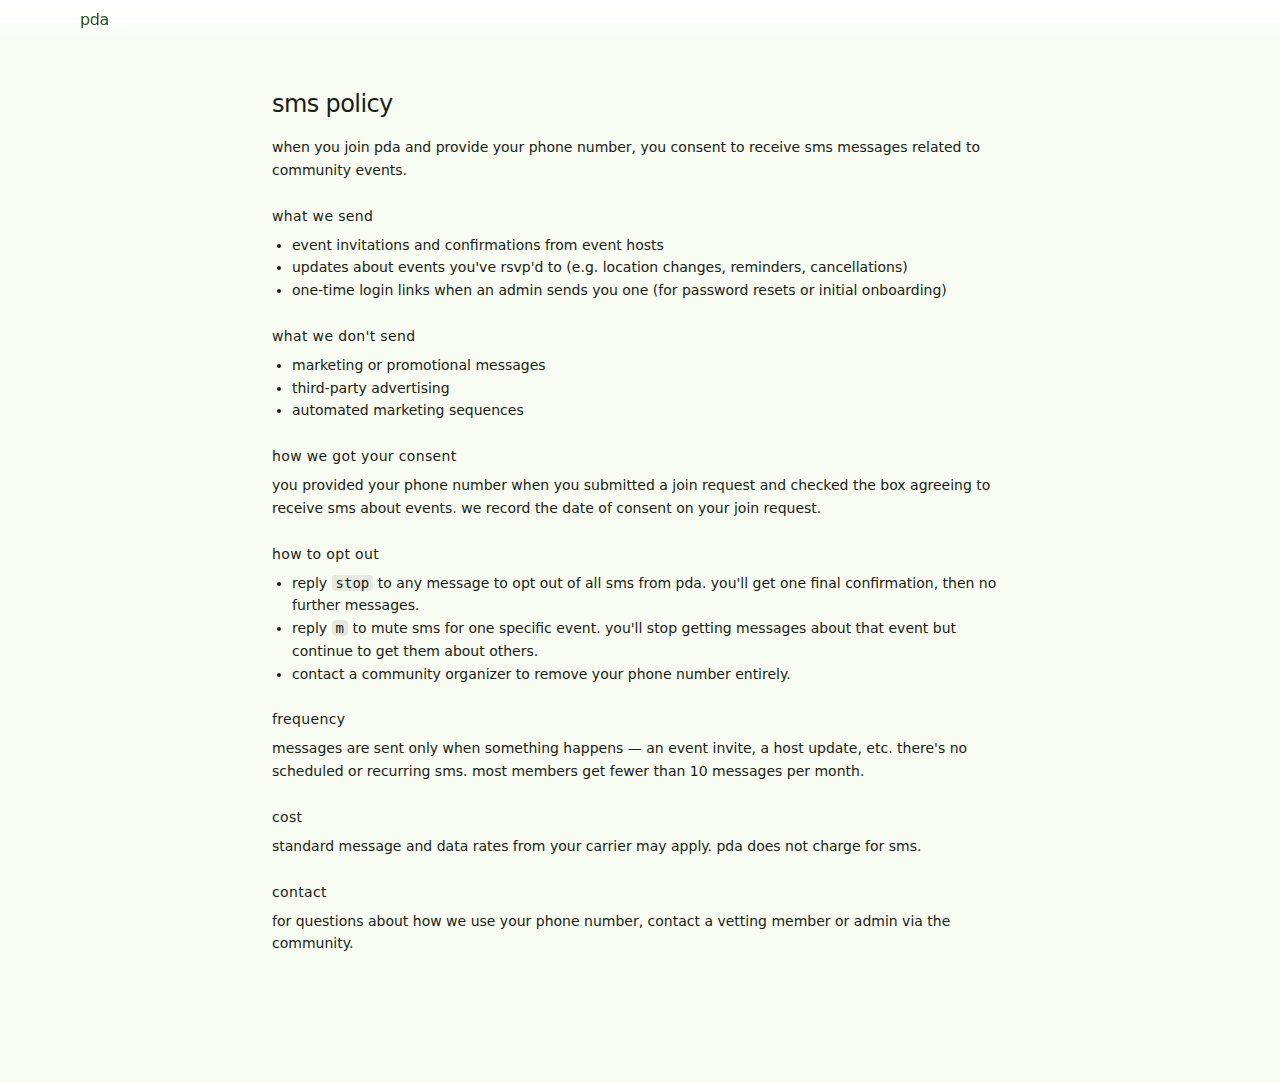 pda
sms policy
when you join pda and provide your phone number, you consent to receive sms messages related to
community events.
what we send
event invitations and confirmations from event hosts
updates about events you've rsvp'd to (e.g. location changes, reminders, cancellations)
one-time login links when an admin sends you one (for password resets or initial onboarding)
what we don't send
marketing or promotional messages
third-party advertising
automated marketing sequences
how we got your consent
you provided your phone number when you submitted a join request and checked the box agreeing to
receive sms about events. we record the date of consent on your join request.
how to opt out
reply stop to any message to opt out of all sms from pda. you'll get one final confirmation, then no
further messages.
reply m to mute sms for one specific event. you'll stop getting messages about that event but
continue to get them about others.
contact a community organizer to remove your phone number entirely.
frequency
messages are sent only when something happens — an event invite, a host update, etc. there's no
scheduled or recurring sms. most members get fewer than 10 messages per month.
cost
standard message and data rates from your carrier may apply. pda does not charge for sms.
contact
for questions about how we use your phone number, contact a vetting member or admin via the
community.